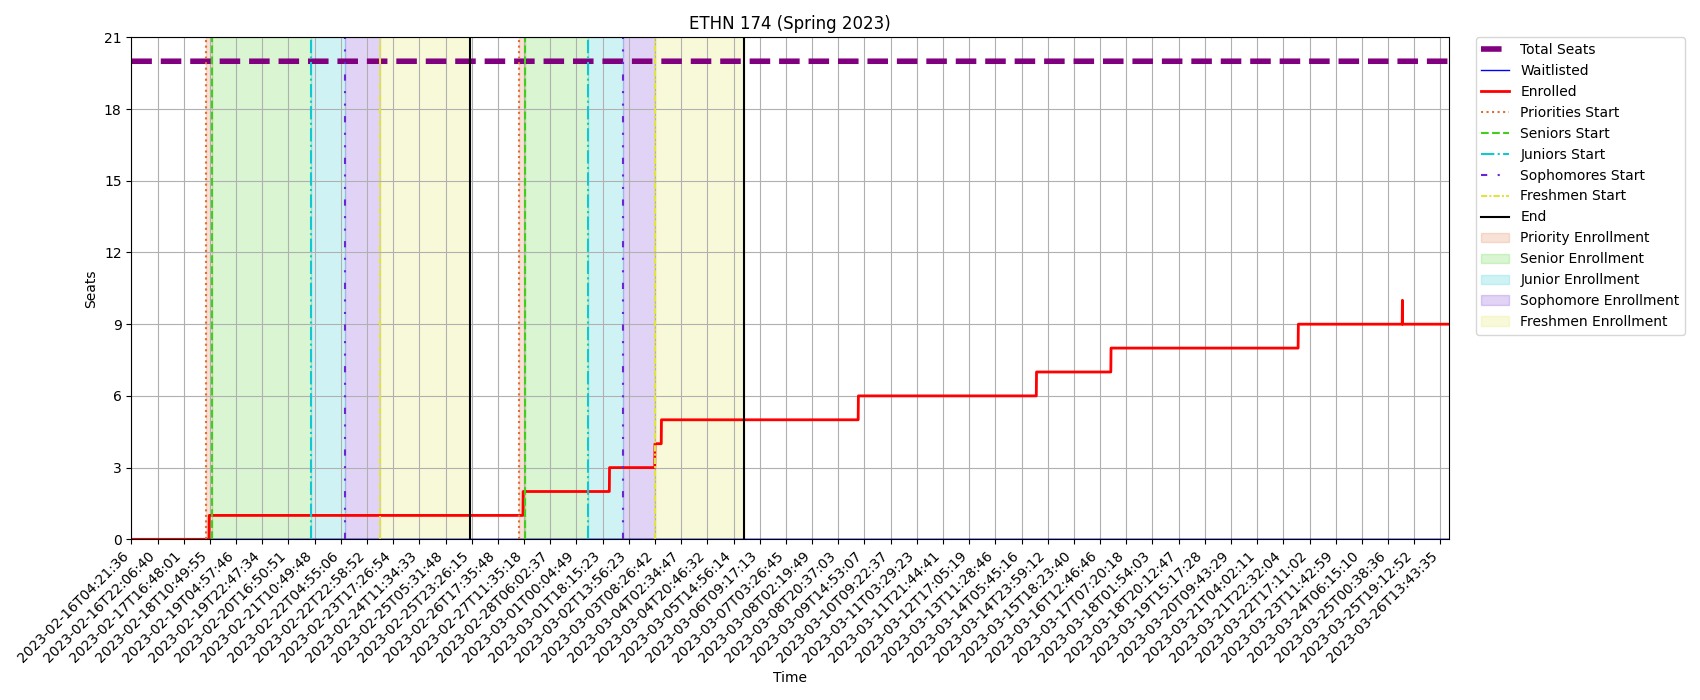 ETHN 174 (Spring 2023)
21
18
15
12
9
6
3
0
Seats
2023-02-16T04:21:36
2023-02-16T22:06:40
2023-02-17T16:48:01
2023-02-18T10:49:55
2023-02-19T04:57:46
2023-02-19T22:47:34
2023-02-20T16:50:51
2023-02-21T10:49:48
2023-02-22T04:55:06
2023-02-22T22:58:52
2023-02-23T17:26:54
2023-02-24T11:34:33
2023-02-25T05:31:48
2023-02-25T23:26:15
2023-02-26T17:35:48
2023-02-27T11:35:18
2023-02-28T06:02:37
2023-03-01T00:04:49
2023-03-01T18:15:23
2023-03-02T13:56:23
2023-03-03T08:26:42
2023-03-04T02:34:47
2023-03-04T20:46:32
2023-03-05T14:56:14
2023-03-06T09:17:13
2023-03-07T03:26:45
2023-03-08T02:19:49
2023-03-08T20:37:03
2023-03-09T14:53:07
2023-03-10T09:22:37
2023-03-11T03:29:23
2023-03-11T21:44:41
2023-03-12T17:05:19
2023-03-13T11:28:46
2023-03-14T05:45:16
2023-03-14T23:59:12
2023-03-15T18:23:40
2023-03-16T12:46:46
2023-03-17T07:20:18
2023-03-18T01:54:03
2023-03-18T20:12:47
2023-03-19T15:17:28
2023-03-20T09:43:29
2023-03-21T04:02:11
2023-03-21T22:32:04
2023-03-22T17:11:02
2023-03-23T11:42:59
2023-03-24T06:15:10
2023-03-25T00:38:36
2023-03-25T19:12:52
2023-03-26T13:43:35
Time
Total Seats
Waitlisted
Enrolled
Priorities Start
Seniors Start
Juniors Start
Sophomores Start
Freshmen Start
End
Priority Enrollment
Senior Enrollment
Junior Enrollment
Sophomore Enrollment
Freshmen Enrollment